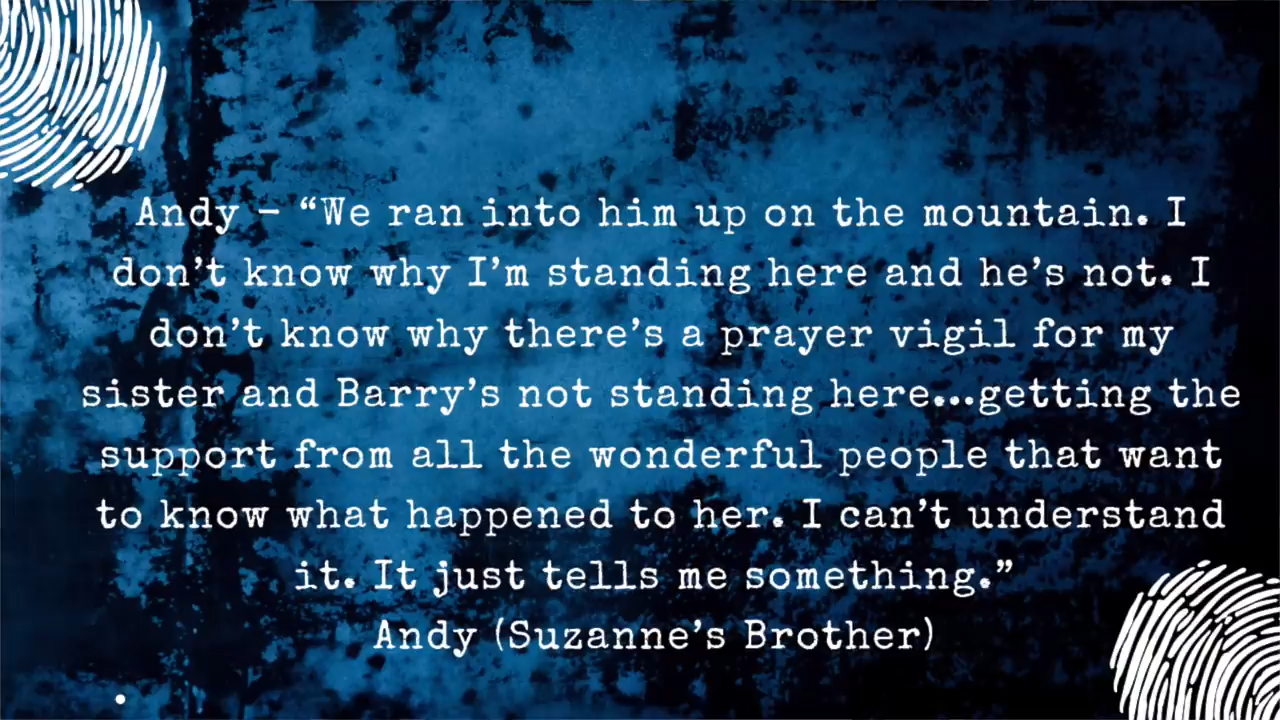 Andy – “We ran into him up on the mountain. I
don’t know why I’m standing here and he’s not. I
don’t know why there’s a prayer vigil for my
sister and Barry’s not standing here...getting the
support from all the wonderful people that want
to know what happened to her. I can’t understand
it. It just tells me something.”
Andy (Suzanne’s Brother)